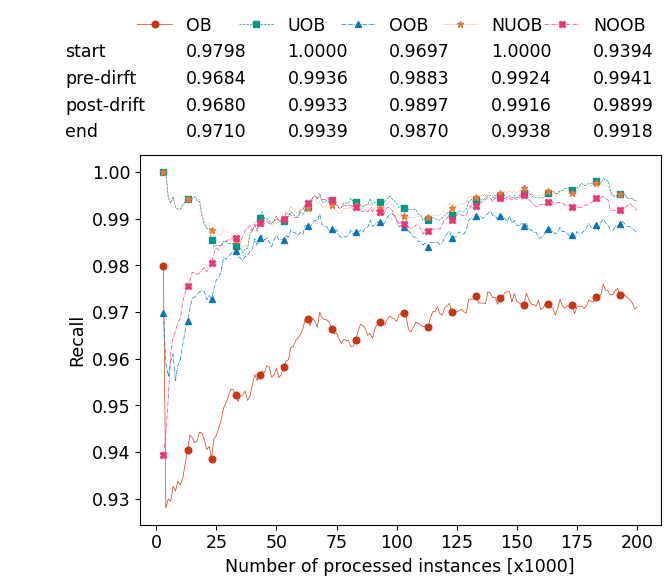 OB UOB OOB NUOB NOOB
start 0.9798 1.0000 0.9697 1.0000 0.9394
pre-dirft 0.9684 0.9936 0.9883 0.9924 0.9941
post-drift 0.9680 0.9933 0.9897 0.9916 0.9899
end 0.9710 0.9939 0.9870 0.9938 0.9918
1.00
0.99
0.98
0.97
0.96
0.95
0.94
0.93
Recall
0 25 50 75 100 125 150 175 200
Number of processed instances [x1000]